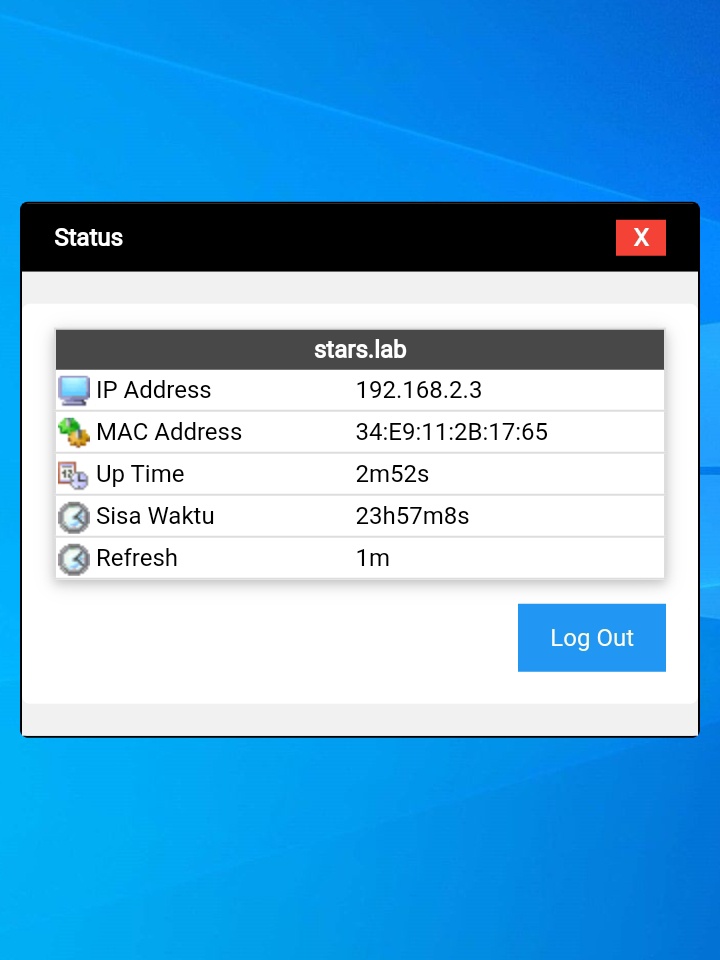 Status X
stars.lab
IP Address 192.168.2.3
MAC Address 34:E9:11:2B:17:65
Up Time 2m52s
Sisa Waktu 23h57m8s
Refresh 1m
Log Out